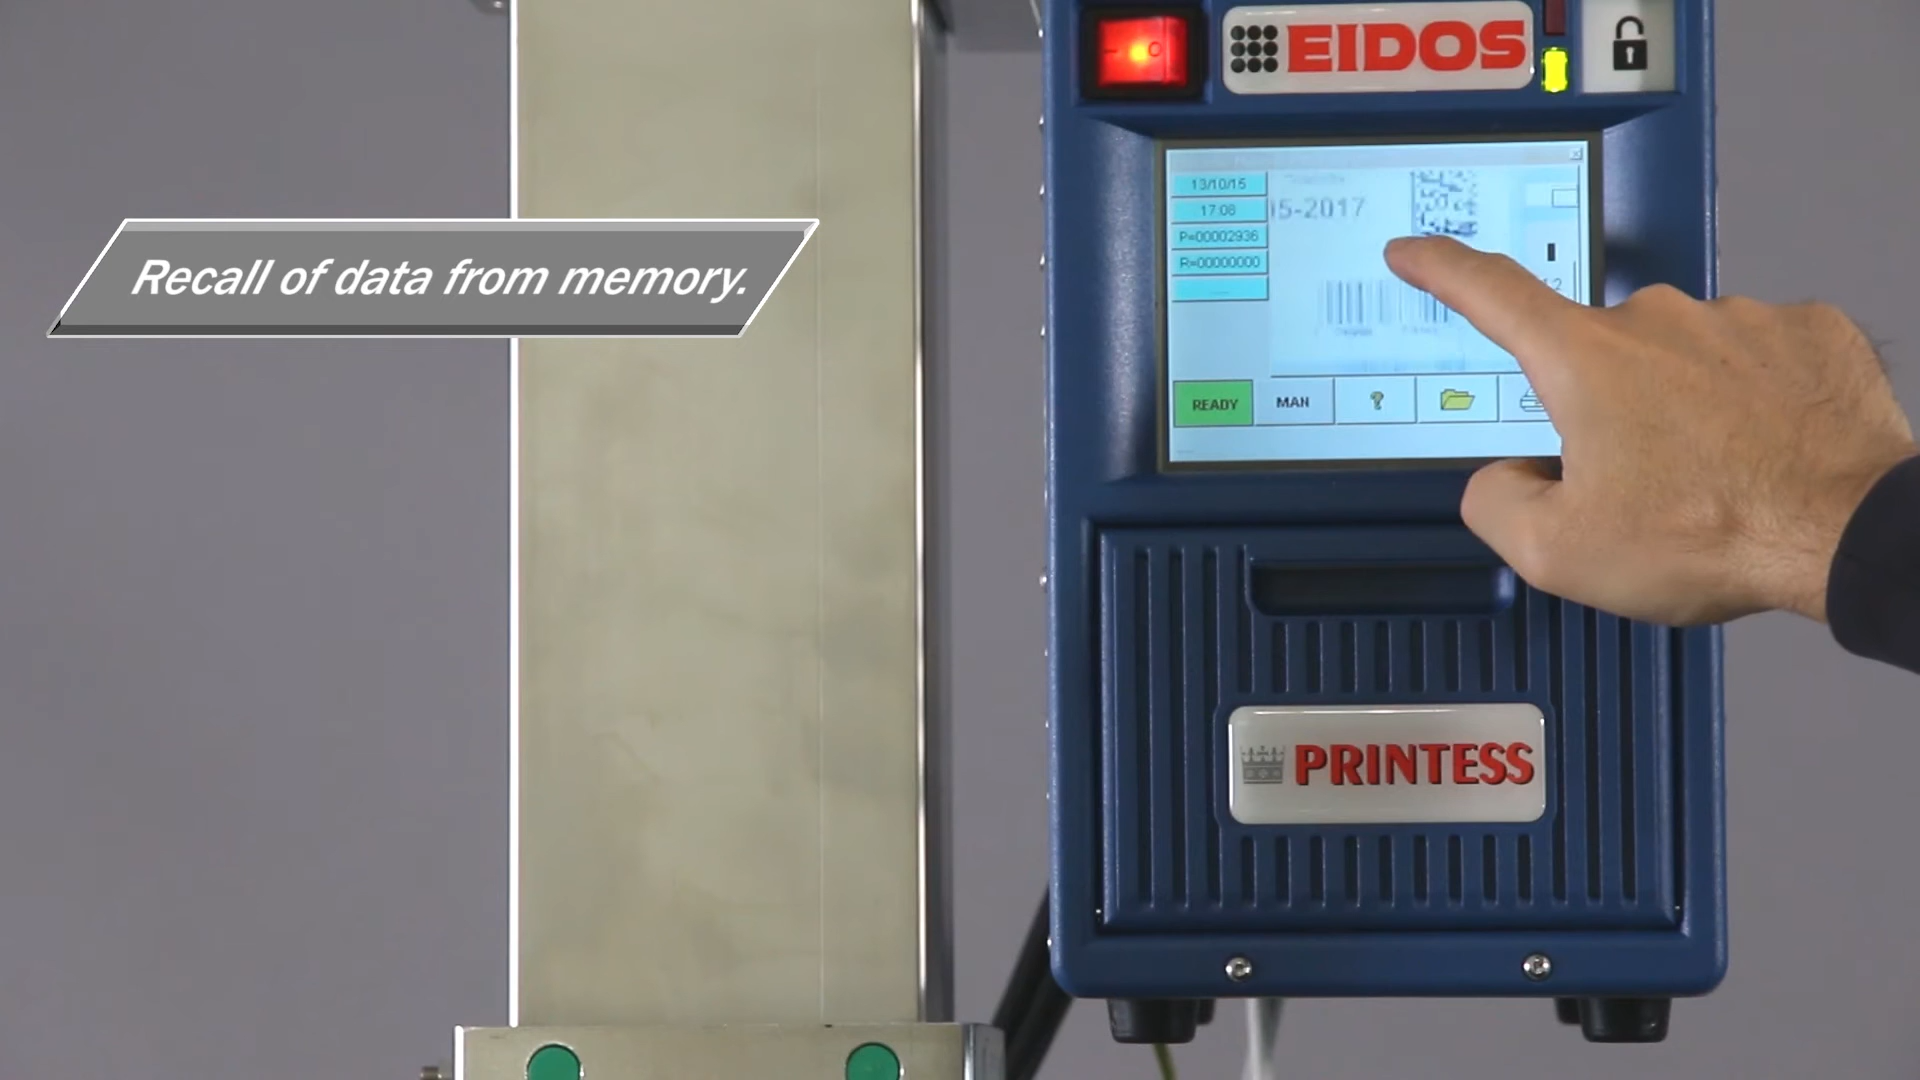 EIDOS
13/10/15
17:08
15-2017
P=00002936
R=00000000
Recall of data from memory.
READY
MAN
?
PRINTESS